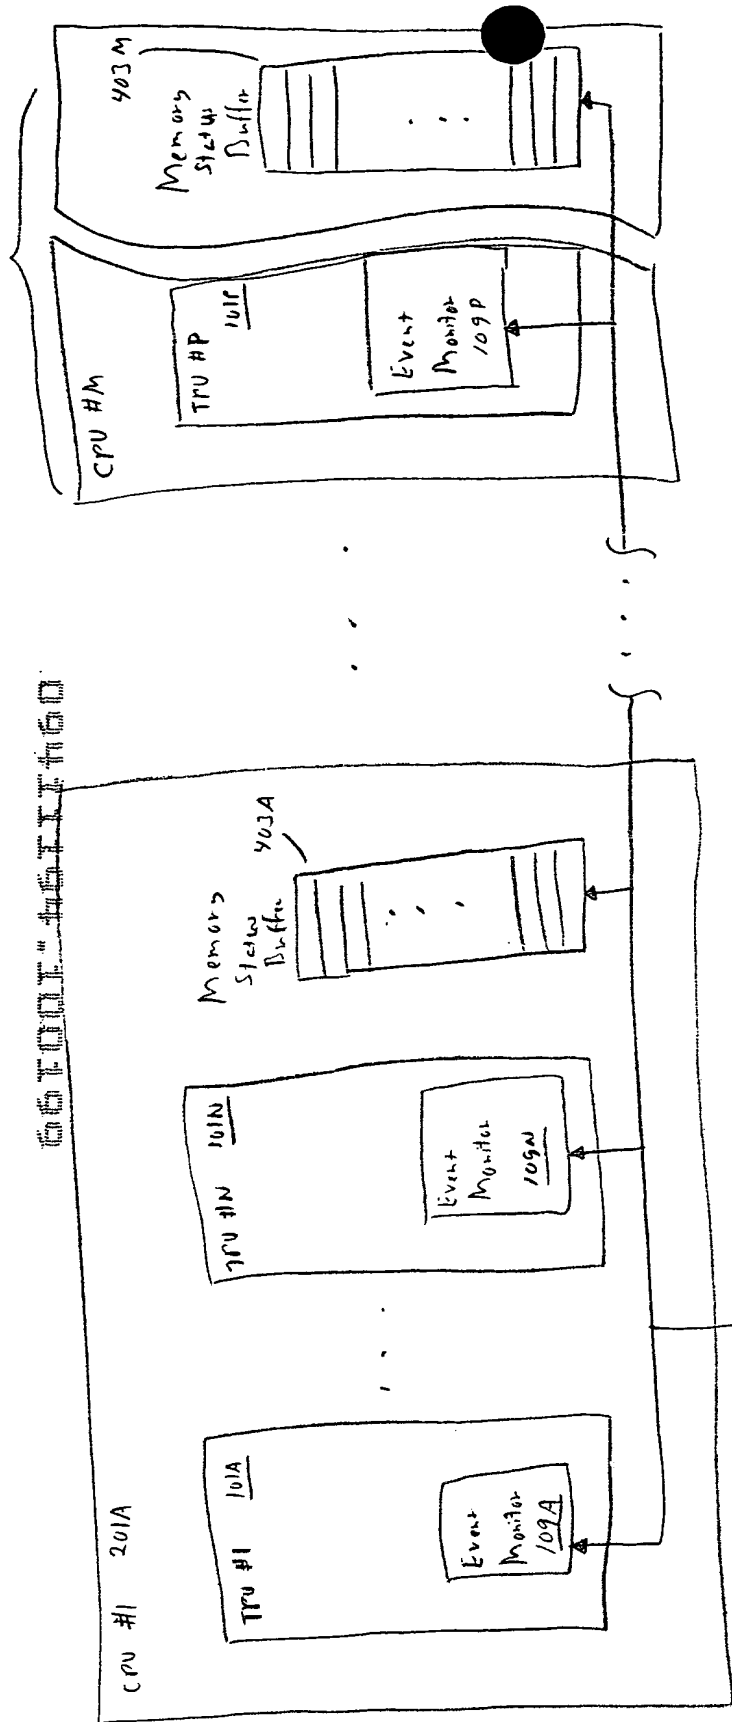 CPU #1 201A
TPU #1 101A
Event
Monitor
109A
TPU #N 101N
Event
Monitor
109N
Memory
Status
Buffer
403A
CPU #M
TPU #P
101P
Event
Monitor
109P
Memory
Status
Buffer
403M